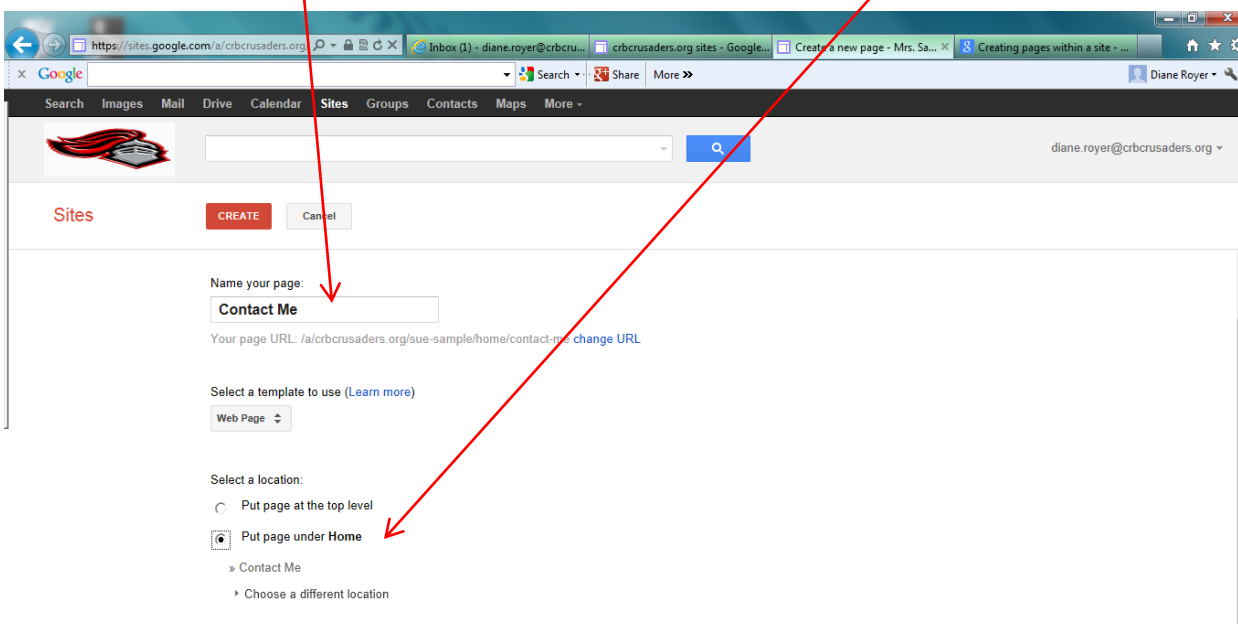 https://sites.google.com/a/crbcrusaders.org
Inbox (1) - diane.royer@crbcru...
crbcrusaders.org sites - Google...
Create a new page - Mrs. Sa...
Creating pages within a site - ...
x Google Search Share More » Diane Royer
Search Images Mail Drive Calendar Sites Groups Contacts Maps More
diane.royer@crbcrusaders.org
Sites CREATE Cancel
Name your page:
Contact Me
Your page URL: /a/crbcrusaders.org/sue-sample/home/contact-me change URL
Select a template to use (Learn more)
Web Page
Select a location:
Put page at the top level
Put page under Home
» Contact Me
Choose a different location